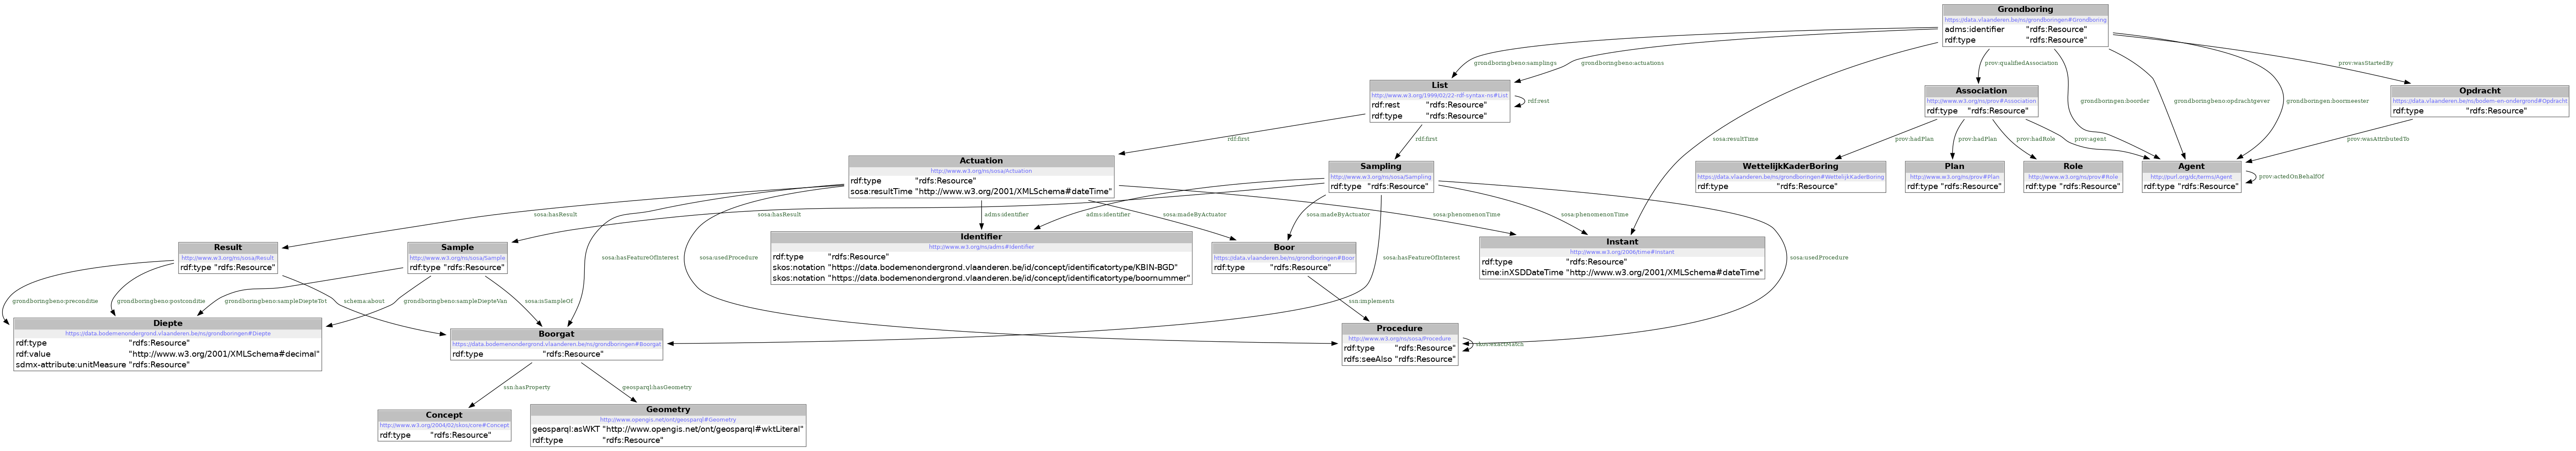 Grondboring
https://data.vlaanderen.be/ns/grondboringen#Grondboring
adms:identifier "rdfs:Resource"
rdf:type "rdfs:Resource"
grondboringbeno:samplings
grondboringbeno:actuations
prov:qualifiedAssociation
prov:wasStartedBy
List
http://www.w3.org/1999/02/22-rdf-syntax-ns#List
rdf:rest "rdfs:Resource"
rdf:type "rdfs:Resource"
rdf:rest
Association
http://www.w3.org/ns/prov#Association
rdf:type "rdfs:Resource"
grondboringen:boorder
grondboringbeno:opdrachtgever
grondboringen:boormeester
Opdracht
https://data.vlaanderen.be/ns/bodem-en-ondergrond#Opdracht
rdf:type "rdfs:Resource"
rdf:first
rdf:first
sosa:resultTime
prov:hadPlan
prov:hadPlan
prov:hadRole
prov:agent
prov:wasAttributedTo
Actuation
http://www.w3.org/ns/sosa/Actuation
rdf:type "rdfs:Resource"
sosa:resultTime "http://www.w3.org/2001/XMLSchema#dateTime"
Sampling
http://www.w3.org/ns/sosa/Sampling
rdf:type "rdfs:Resource"
WettelijkKaderBoring
https://data.vlaanderen.be/ns/grondboringen#WettelijkKaderBoring
rdf:type "rdfs:Resource"
Plan
http://www.w3.org/ns/prov#Plan
rdf:type "rdfs:Resource"
Role
http://www.w3.org/ns/prov#Role
rdf:type "rdfs:Resource"
Agent
http://purl.org/dc/terms/Agent
rdf:type "rdfs:Resource"
prov:actedOnBehalfOf
sosa:hasResult
sosa:hasResult
adms:identifier
adms:identifier
sosa:madeByActuator
sosa:madeByActuator
sosa:phenomenonTime
sosa:phenomenonTime
Result
http://www.w3.org/ns/sosa/Result
rdf:type "rdfs:Resource"
Sample
http://www.w3.org/ns/sosa/Sample
rdf:type "rdfs:Resource"
sosa:hasFeatureOfInterest
sosa:usedProcedure
Identifier
http://www.w3.org/ns/adms#Identifier
rdf:type "rdfs:Resource"
skos:notation "https://data.bodemenondergrond.vlaanderen.be/id/concept/identificatortype/KBIN-BGD"
skos:notation "https://data.bodemenondergrond.vlaanderen.be/id/concept/identificatortype/boornummer"
Boor
https://data.vlaanderen.be/ns/grondboringen#Boor
rdf:type "rdfs:Resource"
sosa:hasFeatureOfInterest
Instant
http://www.w3.org/2006/time#Instant
rdf:type "rdfs:Resource"
time:inXSDDateTime "http://www.w3.org/2001/XMLSchema#dateTime"
sosa:usedProcedure
grondboringbeno:preconditie
grondboringbeno:postconditie
grondboringbeno:sampleDiepteTot
schema:about
grondboringbeno:sampleDiepteVan
sosa:isSampleOf
ssn:implements
Diepte
https://data.bodemenondergrond.vlaanderen.be/ns/grondboringen#Diepte
rdf:type "rdfs:Resource"
rdf:value "http://www.w3.org/2001/XMLSchema#decimal"
sdmx-attribute:unitMeasure "rdfs:Resource"
Boorgat
https://data.bodemenondergrond.vlaanderen.be/ns/grondboringen#Boorgat
rdf:type "rdfs:Resource"
Procedure
http://www.w3.org/ns/sosa/Procedure
rdf:type "rdfs:Resource"
rdfs:seeAlso "rdfs:Resource"
skos:exactMatch
ssn:hasProperty
geosparql:hasGeometry
Concept
http://www.w3.org/2004/02/skos/core#Concept
rdf:type "rdfs:Resource"
Geometry
http://www.opengis.net/ont/geosparql#Geometry
geosparql:asWKT "http://www.opengis.net/ont/geosparql#wktLiteral"
rdf:type "rdfs:Resource"